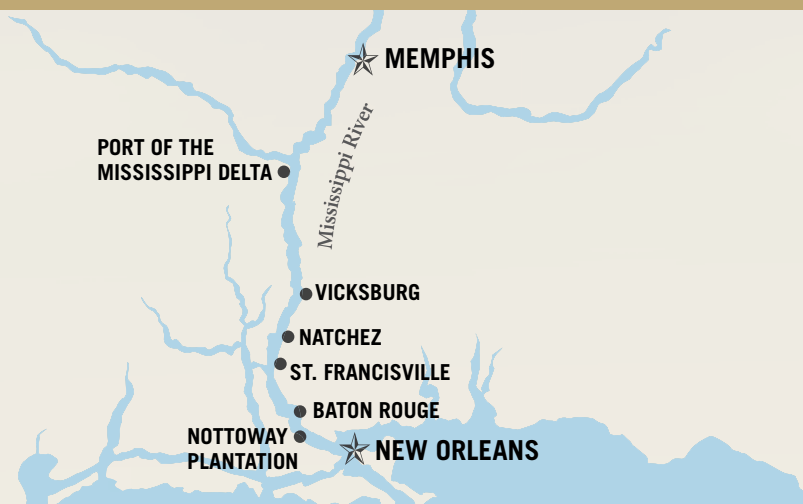 MEMPHIS
PORT OF THE
MISSISSIPPI DELTA
Mississippi River
VICKSBURG
NATCHEZ
ST. FRANCISVILLE
BATON ROUGE
NOTTOWAY
PLANTATION
NEW ORLEANS